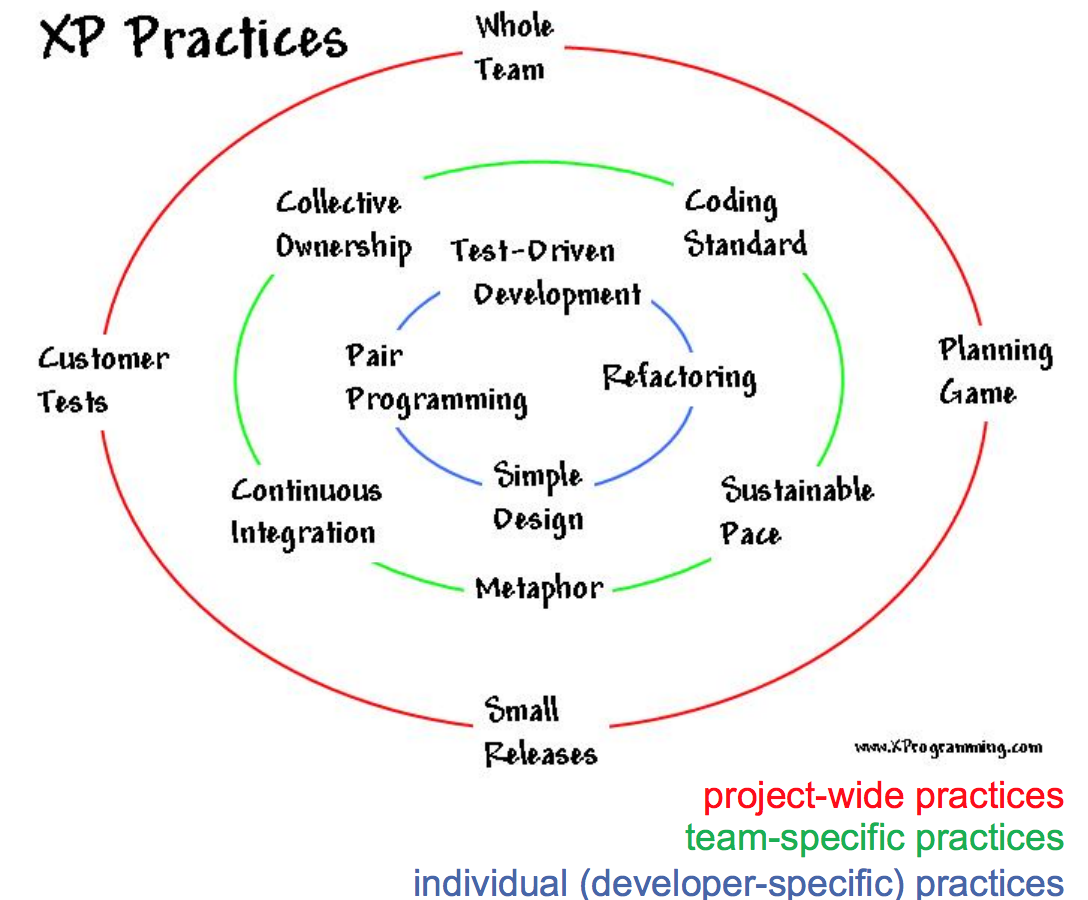 XP Practices
Whole
Team
Collective
Ownership
Coding
Standard
Test-Driven
Development
Customer
Tests
Pair
Programming
Refactoring
Planning
Game
Continuous
Integration
Simple
Design
Sustainable
Pace
Metaphor
Small
Releases
www.XProgramming.com
project-wide practices
team-specific practices
individual (developer-specific) practices